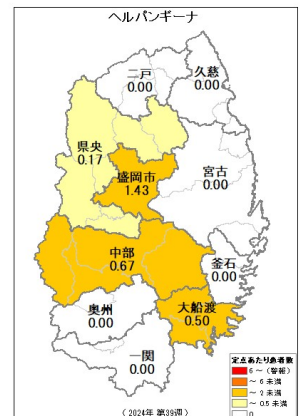 ヘルパンギーナ
二戸
0.00
久慈
0.00
県央
0.17
盛岡市
1.43
宮古
0.00
中部
0.67
釜石
0.00
奥州
0.00
大船渡
0.50
一関
0.00
定点あたり患者数
6 ～ (警報)
～ 6 未満
～ 2 未満
～ 0.5 未満
0
(2024年 第39週)